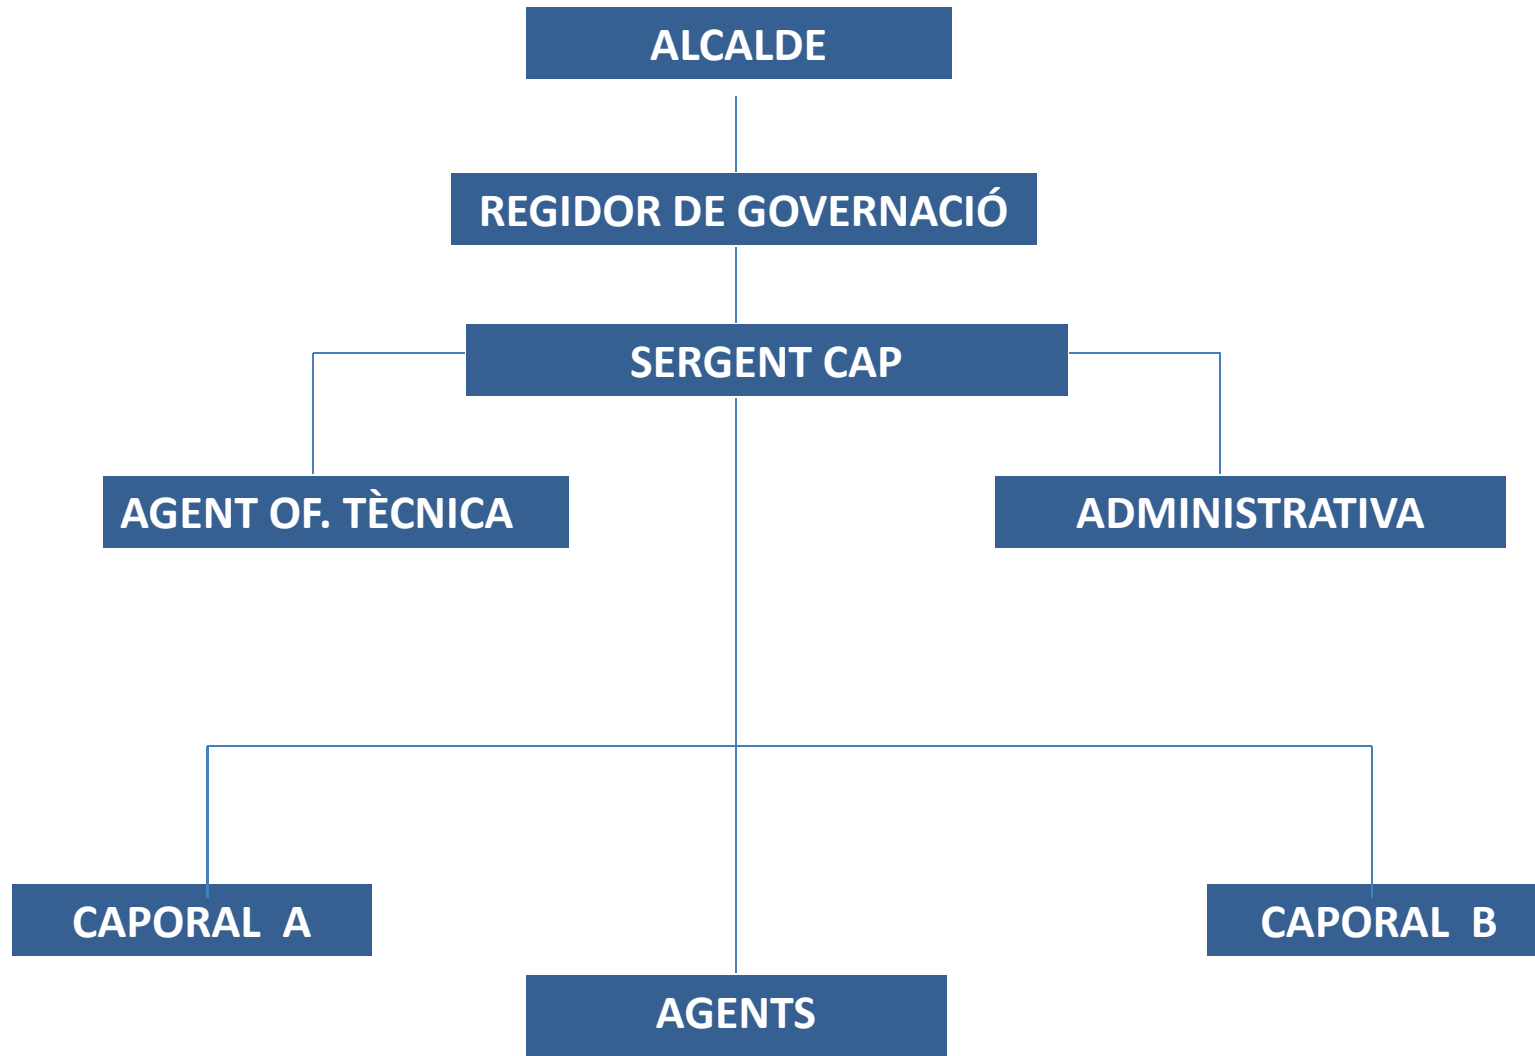 ALCALDE
REGIDOR DE GOVERNACIÓ
SERGENT CAP
AGENT OF. TÈCNICA
ADMINISTRATIVA
CAPORAL A
CAPORAL B
AGENTS